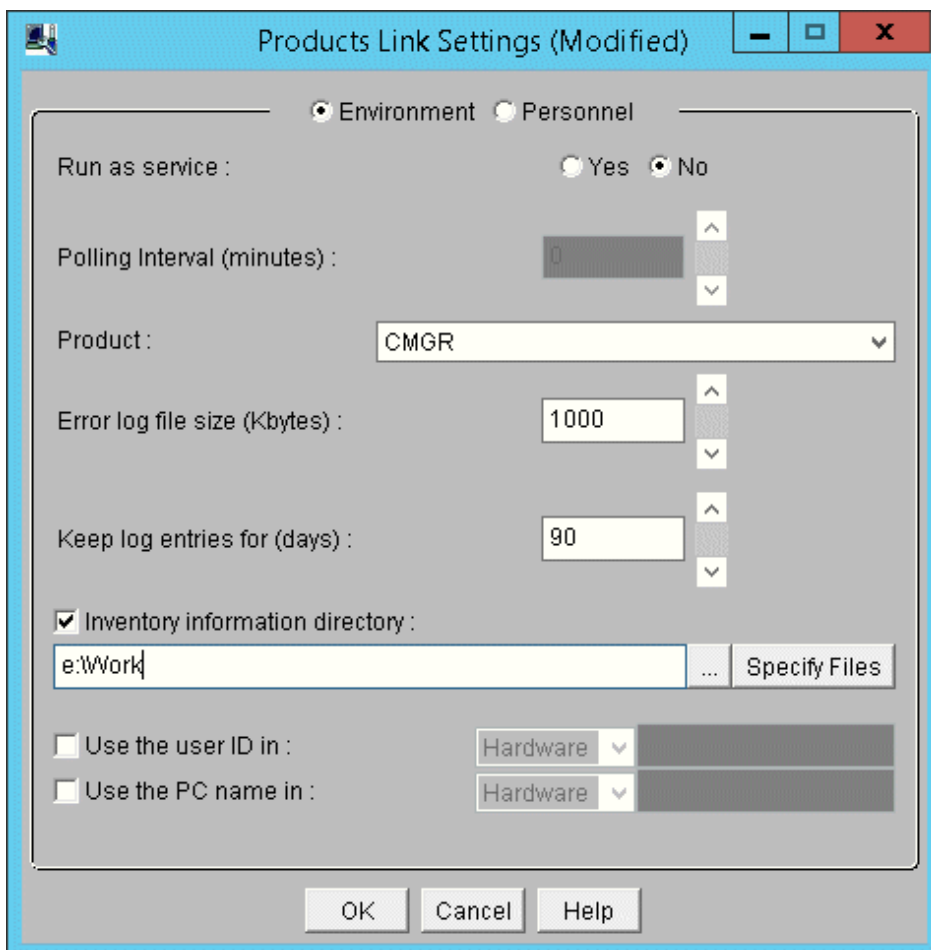 Products Link Settings (Modified)
Environment Personnel
Run as service : Yes No
Polling Interval (minutes) : 0
Product : CMGR
Error log file size (Kbytes) : 1000
Keep log entries for (days) : 90
Inventory information directory :
e:\Work ... Specify Files
Use the user ID in : Hardware
Use the PC name in : Hardware
OK Cancel Help